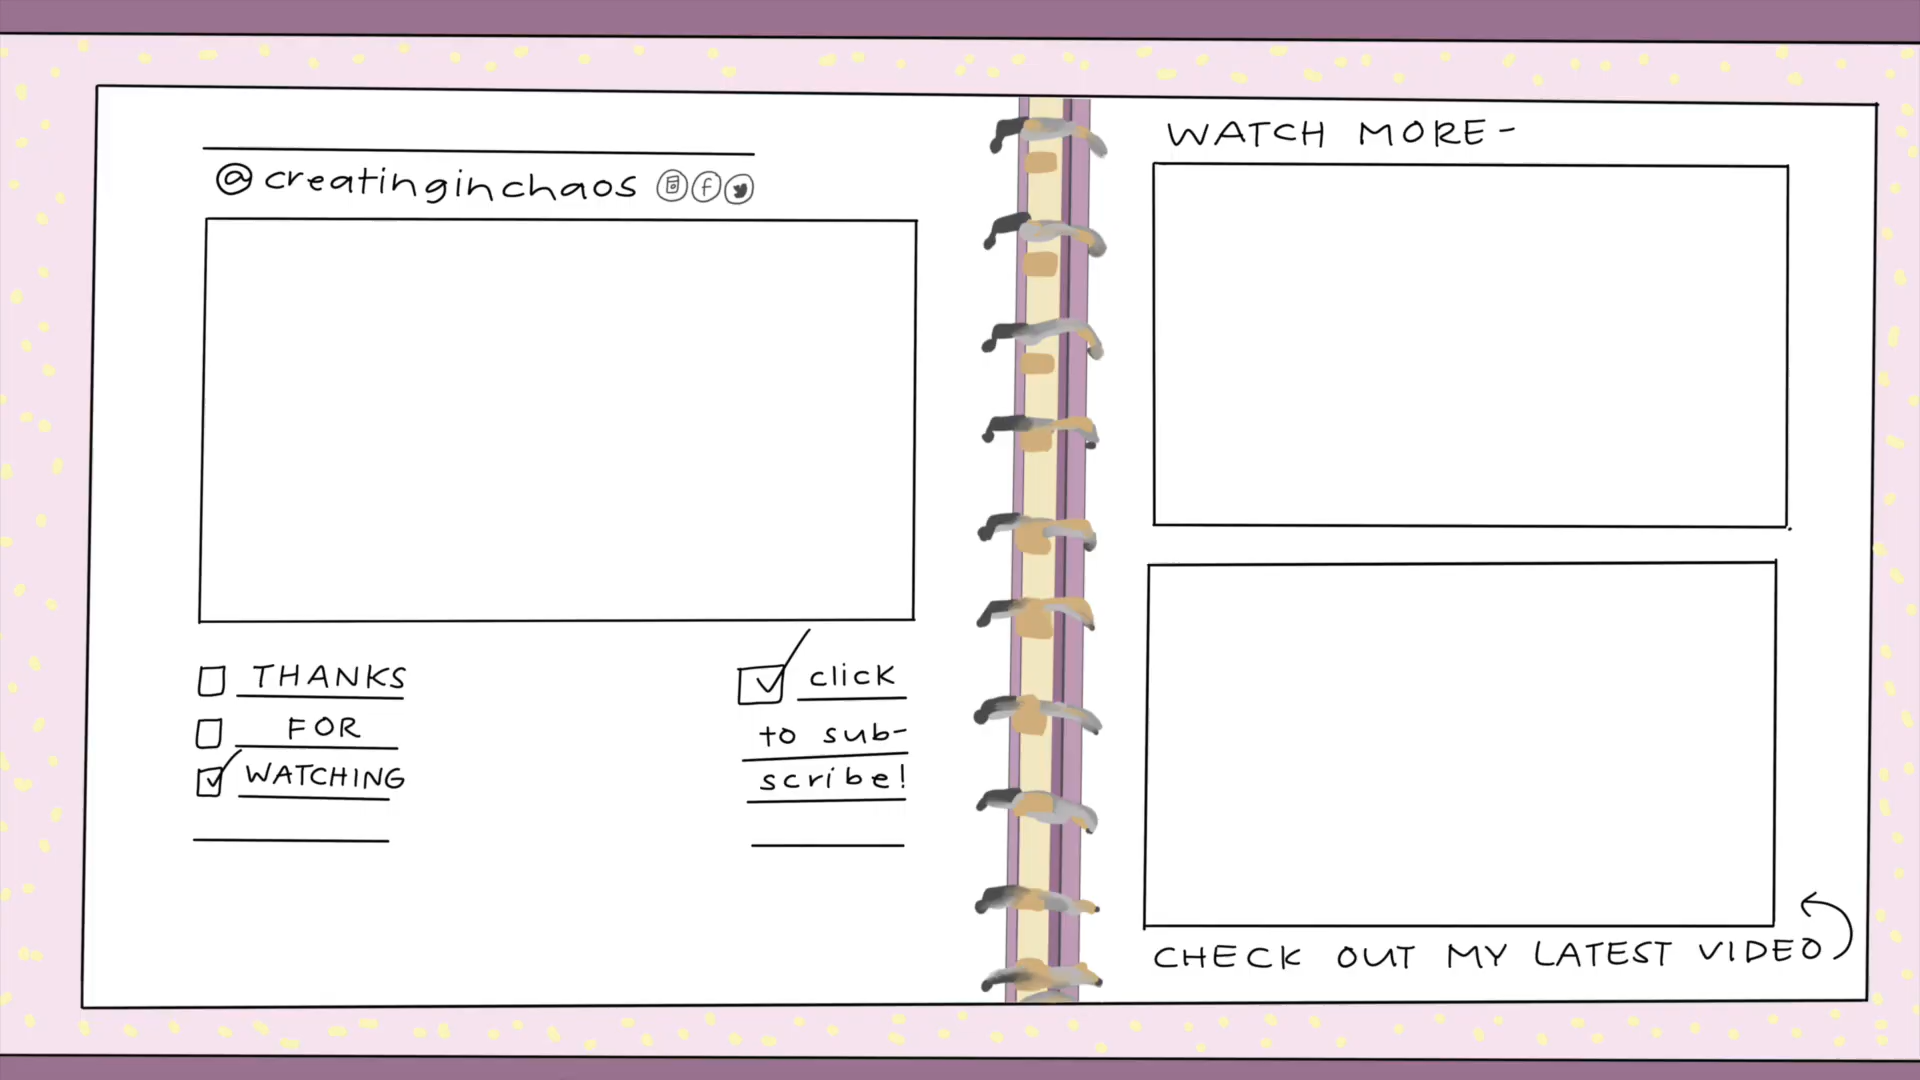 @creatinginchaos
THANKS
FOR
WATCHING
click
to sub-
scribe!
WATCH MORE-
CHECK OUT MY LATEST VIDEO